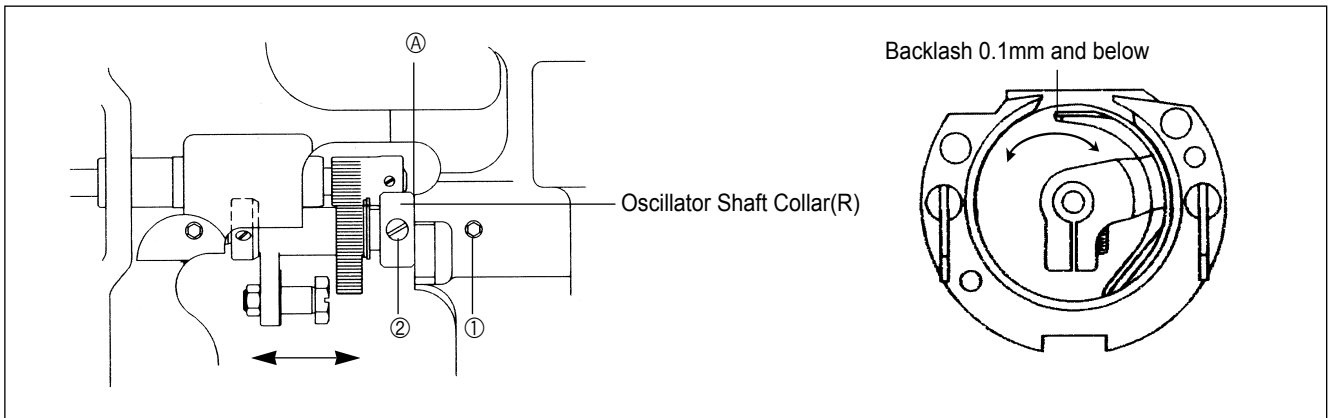 Ⓐ
Backlash 0.1mm and below
Oscillator Shaft Collar(R)
② ①